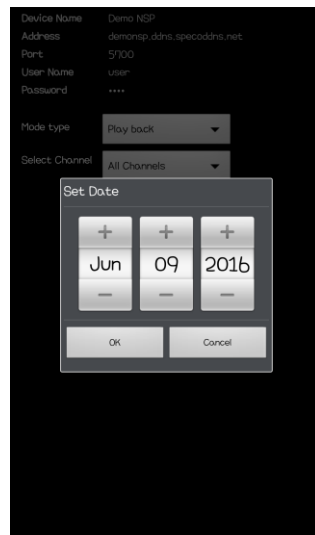 Device Name Demo NSP
Address demonsp.ddns.specoddns.net
Port 5700
User Name user
Password ••••
Mode type Play back
Select Channel All Channels
Set Date
+ + +
Jun 09 2016
- - -
OK Cancel